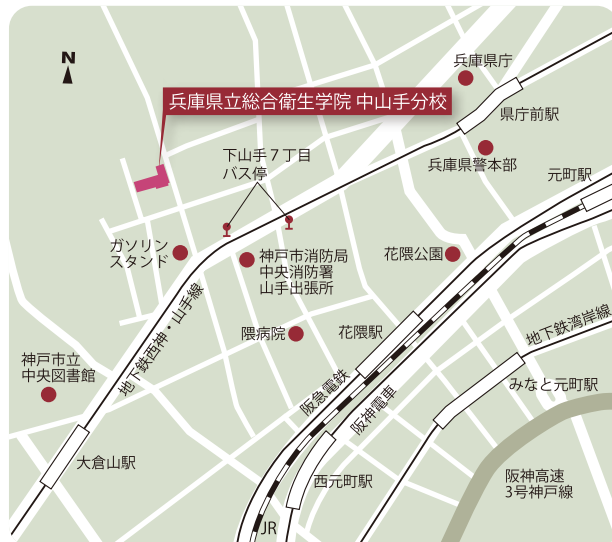 N
兵庫県庁
兵庫県立総合衛生学院 中山手分校
県庁前駅
下山手7丁目
バス停
兵庫県警本部
元町駅
ガソリン
スタンド
神戸市消防局
中央消防署
山手出張所
花隈公園
地下鉄西神・山手線
隈病院
花隈駅
地下鉄湾岸線
神戸市立
中央図書館
阪急電鉄
阪神電車
みなと元町駅
大倉山駅
西元町駅
阪神高速
3号神戸線
JR